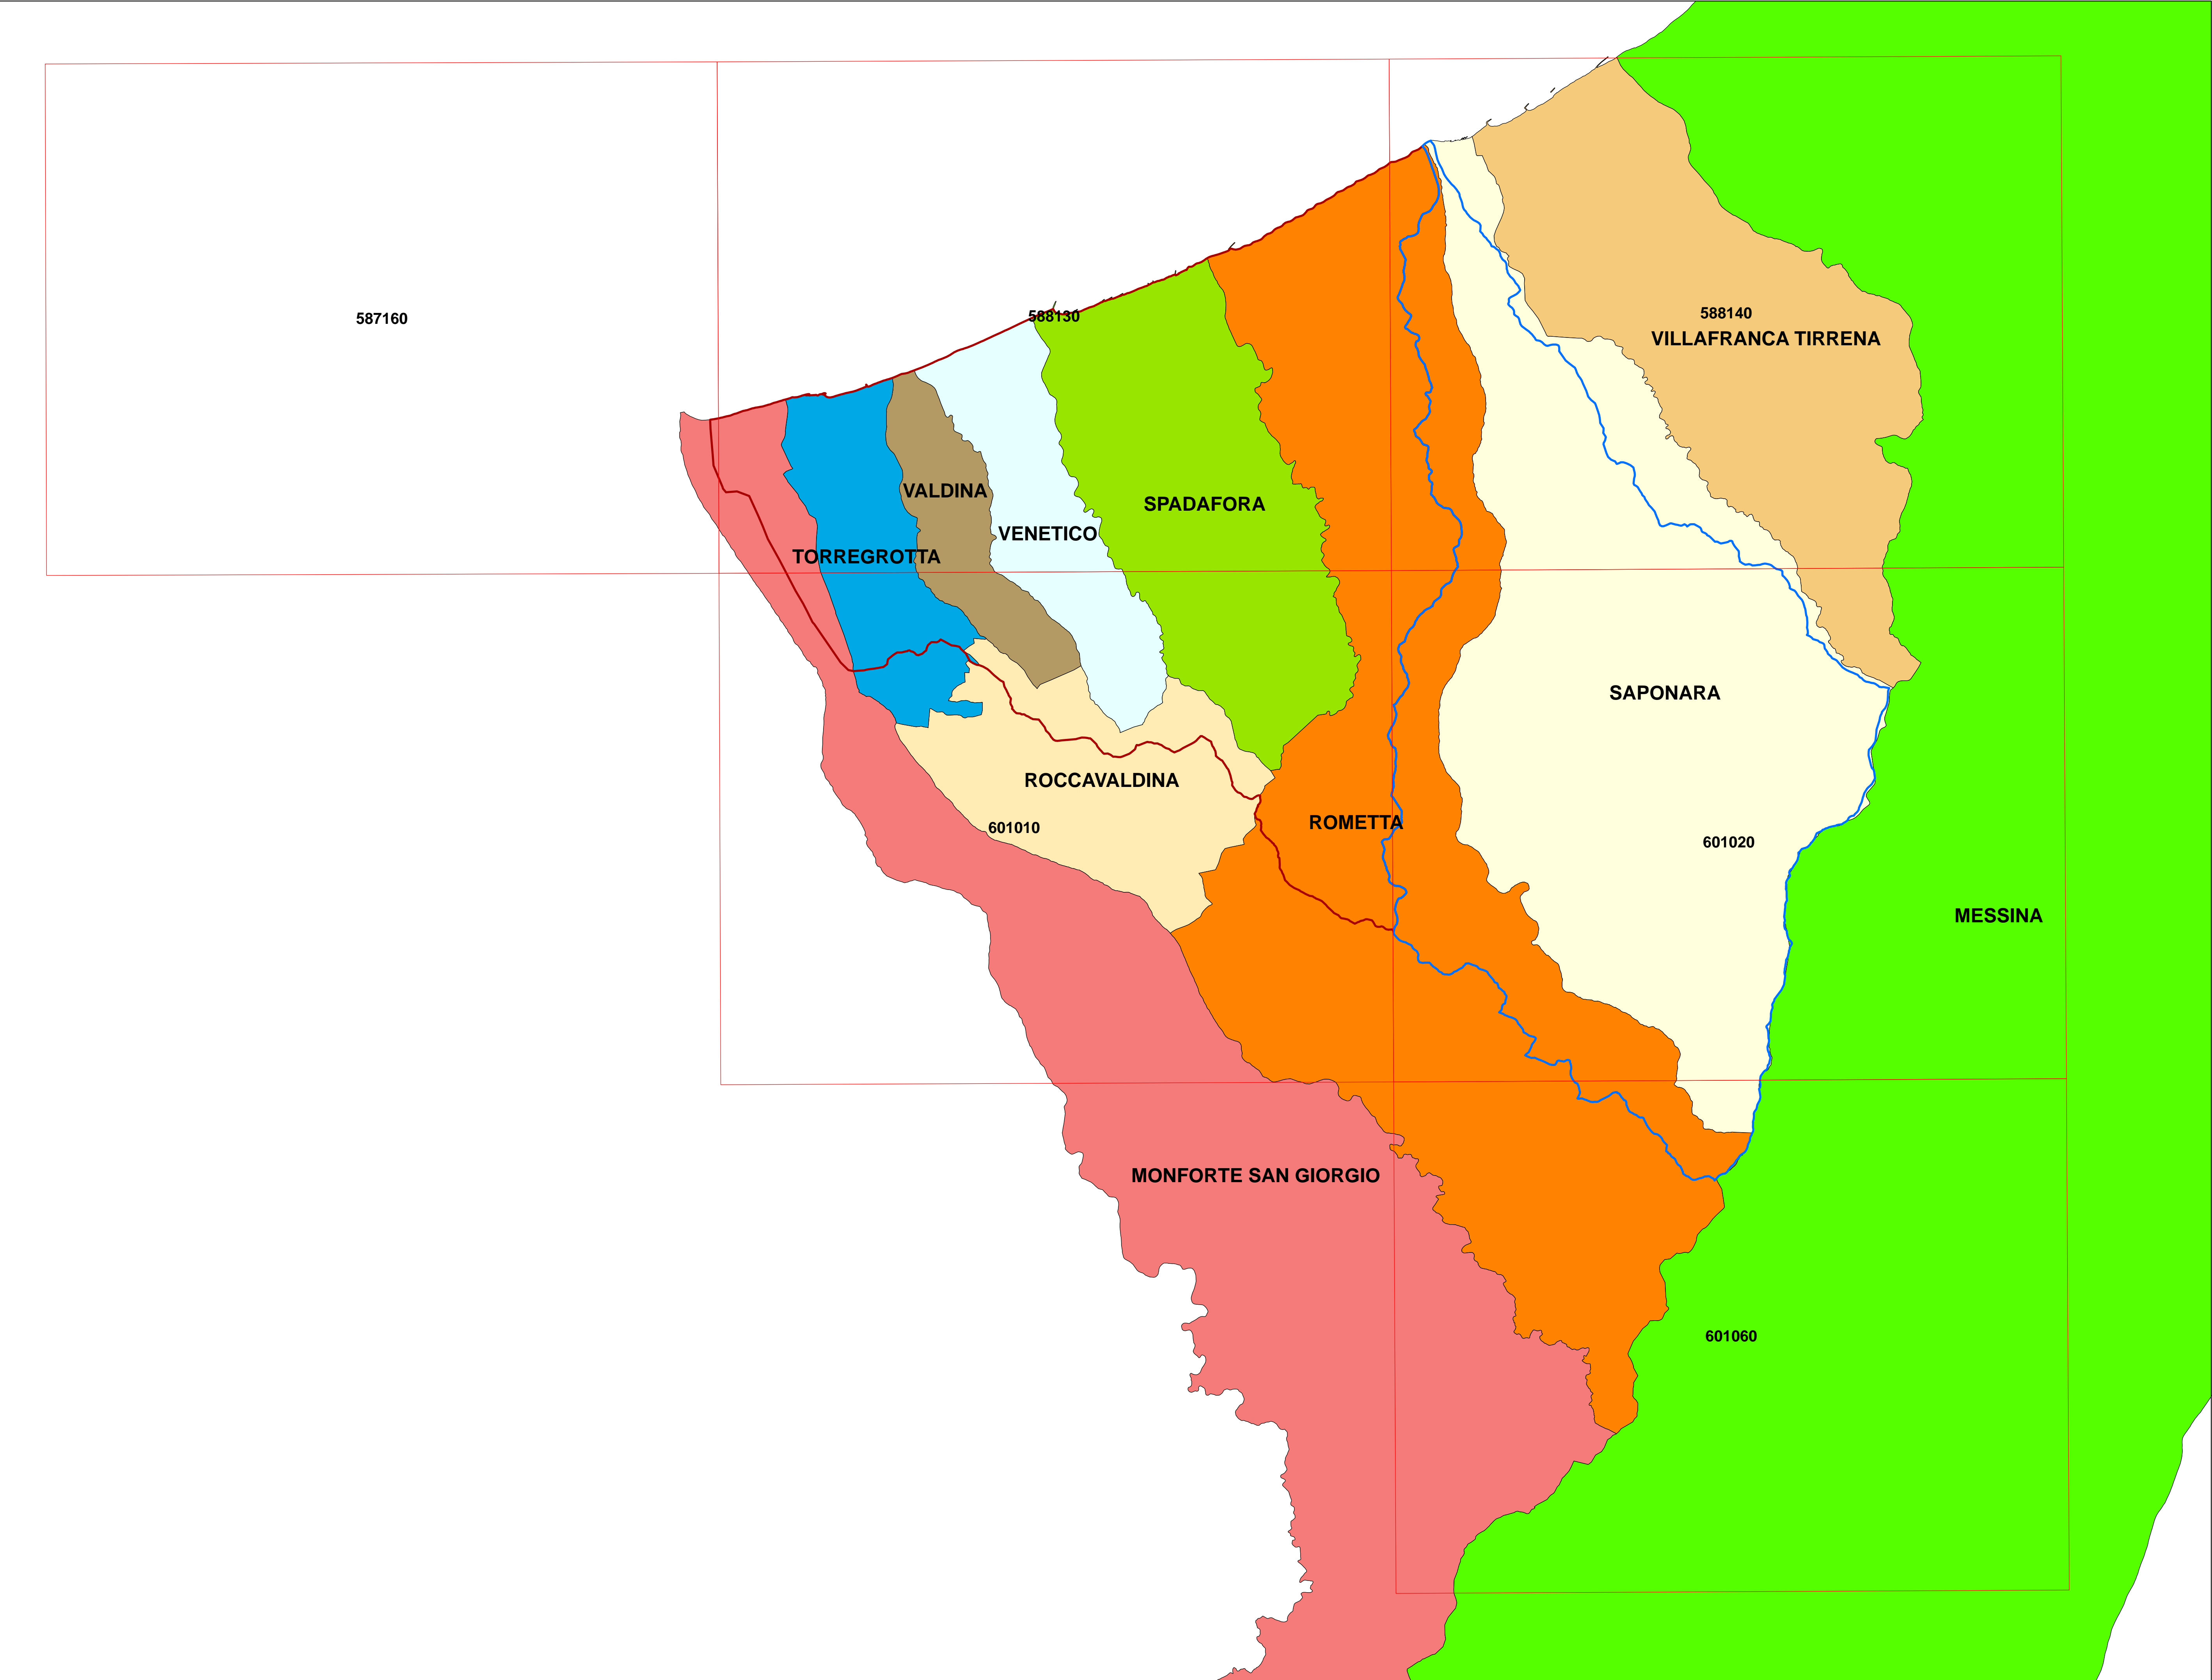 588140
587160
588130
VILLAFRANCA TIRRENA
VALDINA
SPADAFORA
VENETICO
TORREGROTTA
SAPONARA
ROCCAVALDINA
ROMETTA
601010
601020
MESSINA
MONFORTE SAN GIORGIO
601060